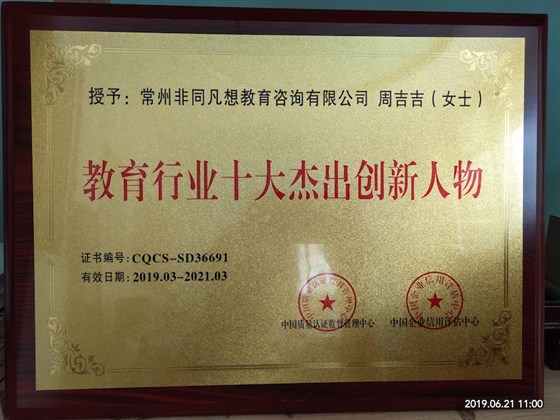 授予：常州非同凡想教育咨询有限公司 周吉吉（女士）
教育行业十大杰出创新人物
证书编号：CQCS-SD36691
有效日期：2019.03-2021.03
中国质量认证监督管理中心 中国企业信用评估中心
2019.06.21 11:00